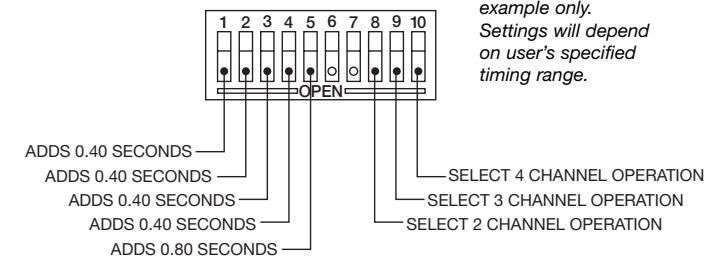 example only.
Settings will depend
on user's specified
timing range.
1 2 3 4 5 6 7 8 9 10
OPEN
ADDS 0.40 SECONDS
ADDS 0.40 SECONDS
ADDS 0.40 SECONDS
ADDS 0.40 SECONDS
ADDS 0.80 SECONDS
SELECT 4 CHANNEL OPERATION
SELECT 3 CHANNEL OPERATION
SELECT 2 CHANNEL OPERATION